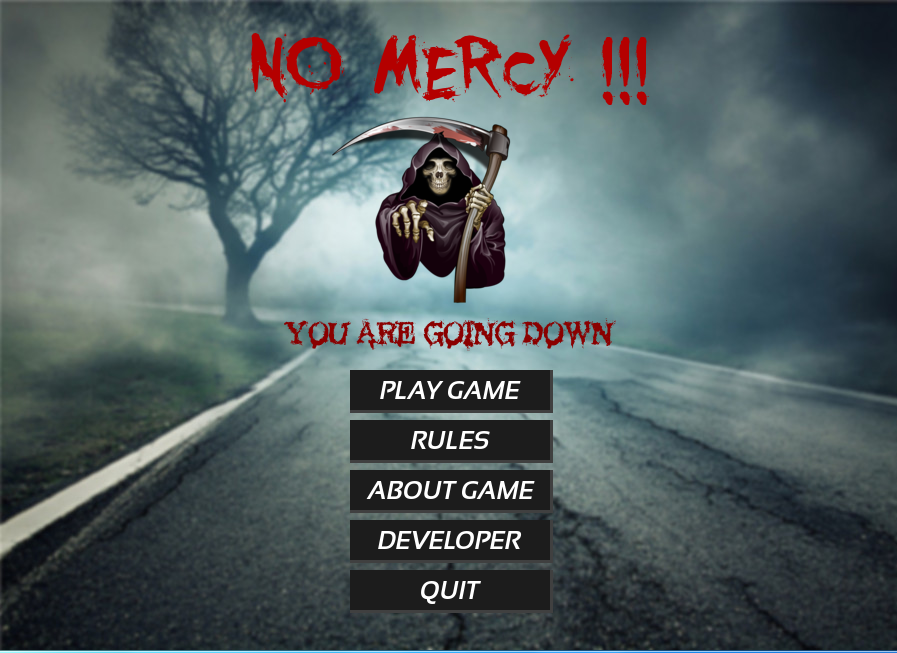 NO MERCY !!!
YOU ARE GOING DOWN
PLAY GAME
RULES
ABOUT GAME
DEVELOPER
QUIT